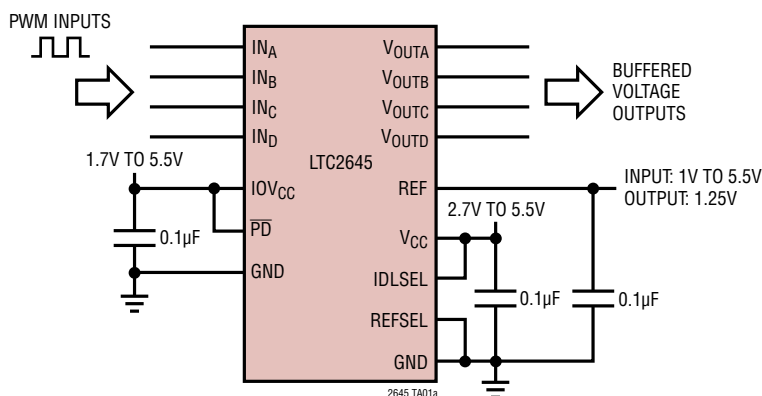 PWM INPUTS
IN_A
IN_B
IN_C
IN_D
V_OUTA
V_OUTB
V_OUTC
V_OUTD
BUFFERED
VOLTAGE
OUTPUTS
LTC2645
1.7V TO 5.5V
IOV_CC
P̅D̅
0.1µF
GND
REF
INPUT: 1V TO 5.5V
OUTPUT: 1.25V
2.7V TO 5.5V
V_CC
IDLSEL
0.1µF
0.1µF
REFSEL
GND
2645 TA01a